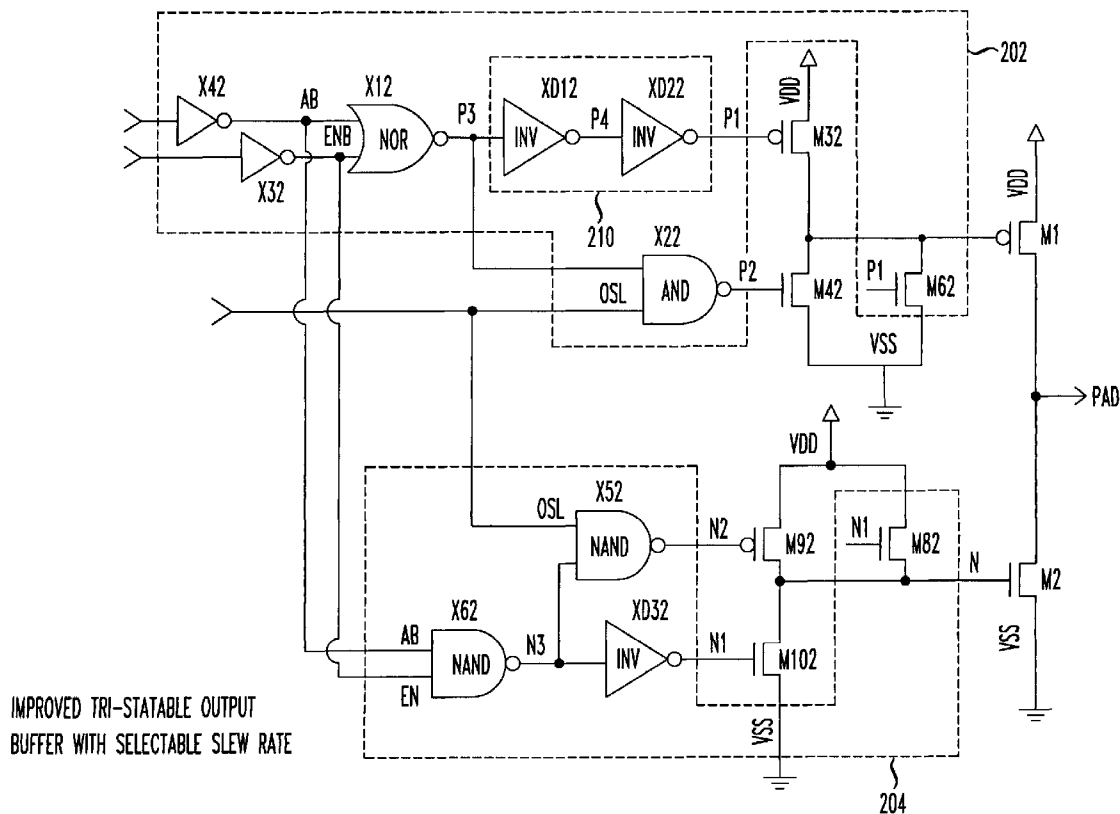 202
X42
AB
X12
XD12
XD22
VDD
ENB
NOR
P3
INV
P4
INV
P1
M32
X32
210
VDD
M1
X22
P2
P1
M62
AND
M42
OSL
VSS
PAD
VDD
X52
OSL
N1
NAND
N2
M92
M82
N
M2
X62
XD32
VSS
AB
NAND
N3
INV
N1
M102
EN
VSS
IMPROVED TRI-STATABLE OUTPUT
BUFFER WITH SELECTABLE SLEW RATE
204